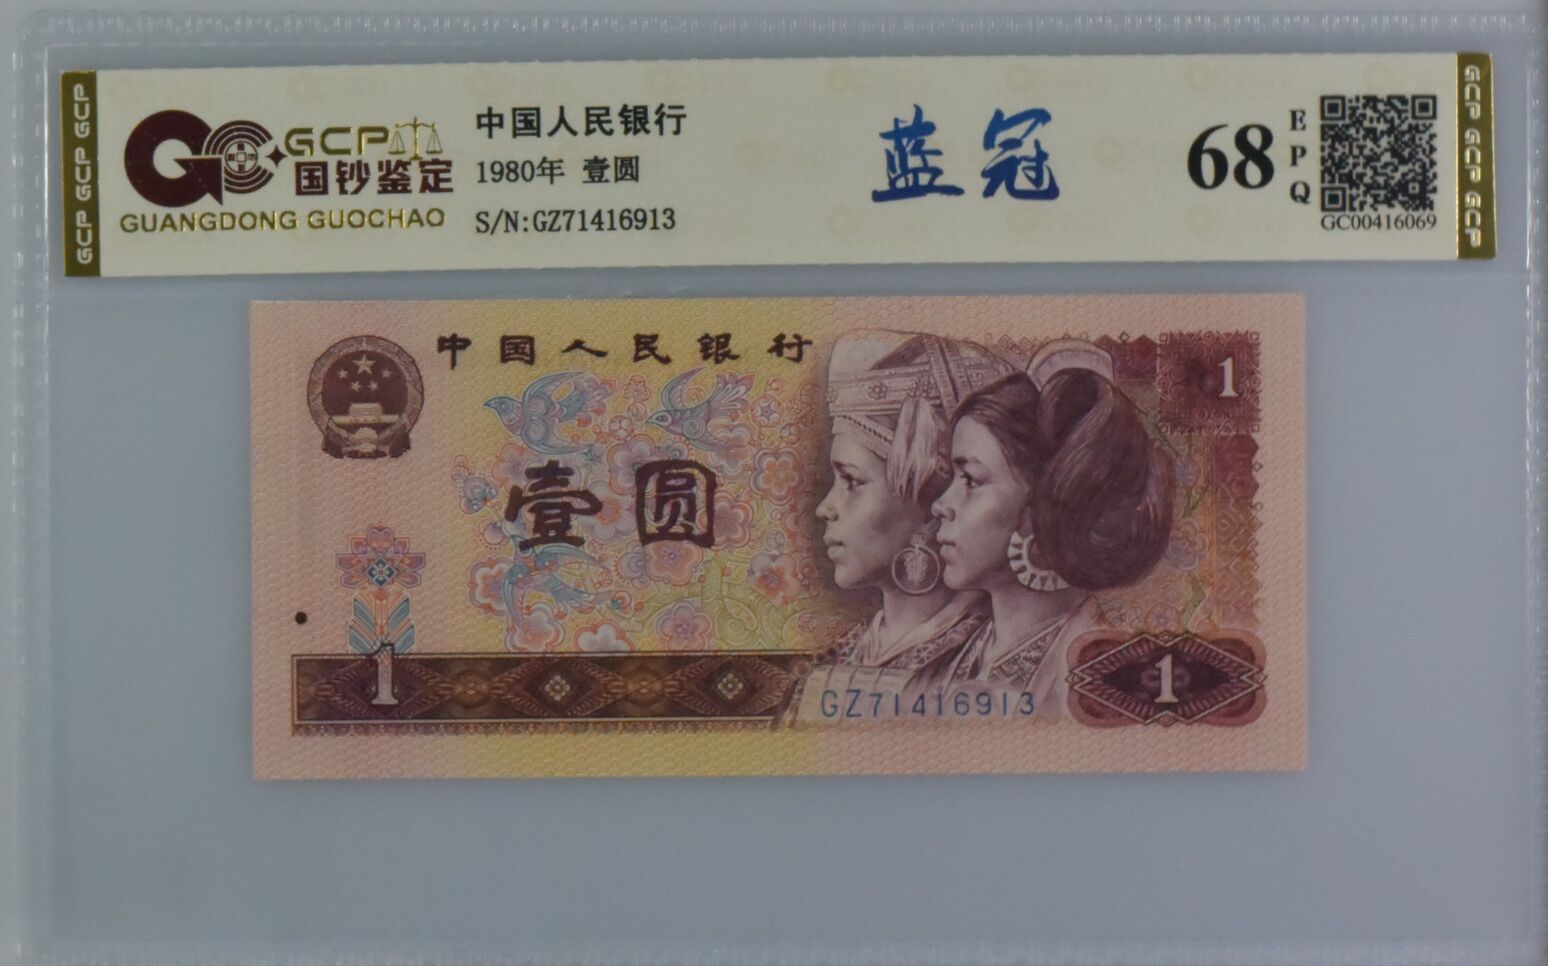 GCP GCP GCP
GCP
国钞鉴定
GUANGDONG GUOCHAO
中国人民银行
1980年 壹圆
S/N:GZ71416913
蓝冠
68
EPQ
GC00416069
GCP GCP GCP
中国人民银行
1
壹圆
1
GZ71416913
1